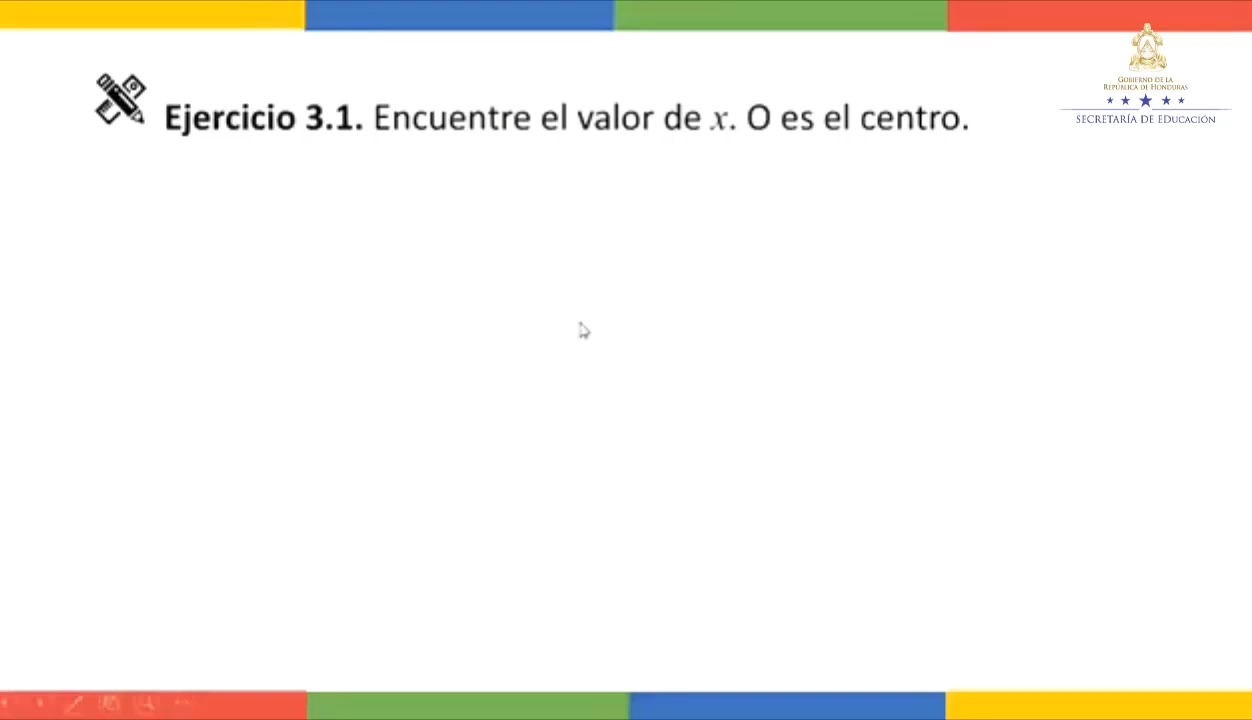 Ejercicio 3.1. Encuentre el valor de x. O es el centro.
GOBIERNO DE LA
REPÚBLICA DE HONDURAS
SECRETARÍA DE EDUCACIÓN